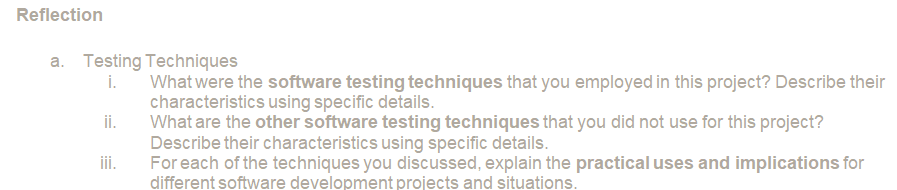 Reflection
a. Testing Techniques
i. What were the software testing techniques that you employed in this project? Describe their
characteristics using specific details.
ii. What are the other software testing techniques that you did not use for this project?
Describe their characteristics using specific details.
iii. For each of the techniques you discussed, explain the practical uses and implications for
different software development projects and situations.